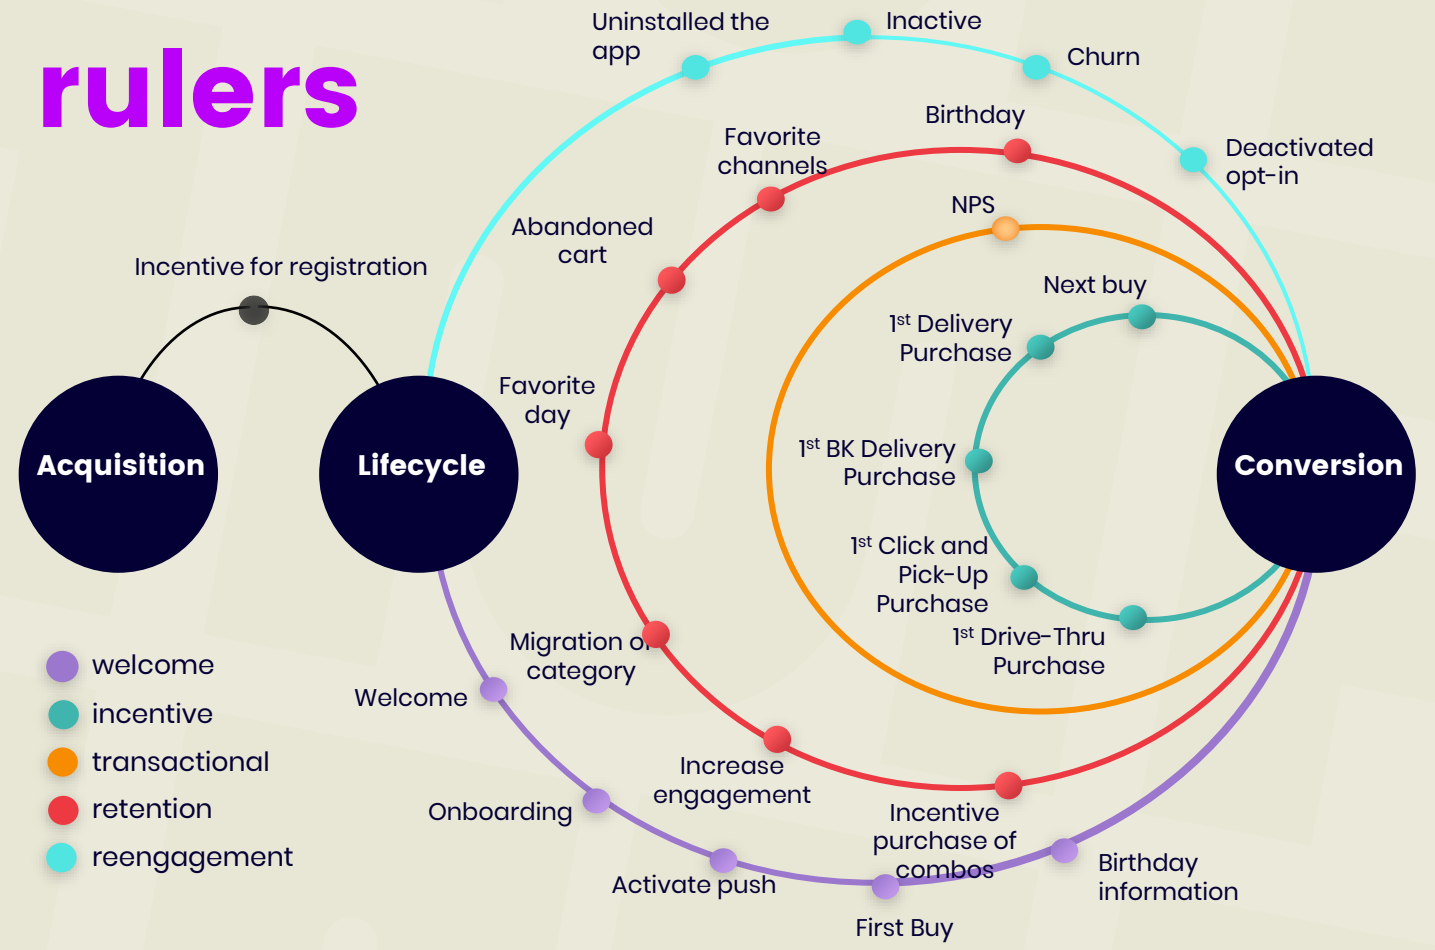 rulers
Uninstalled the
app
Inactive
Churn
Deactivated
opt-in
Birthday
Favorite
channels
NPS
Abandoned
cart
Incentive for registration
Next buy
1st Delivery
Purchase
Favorite
day
Acquisition
Lifecycle
1st BK Delivery
Purchase
Conversion
1st Click and
Pick-Up
Purchase
1st Drive-Thru
Purchase
Migration of
category
Welcome
Increase
engagement
Onboarding
Incentive
purchase of
combos
Activate push
First Buy
Birthday
information
welcome
incentive
transactional
retention
reengagement